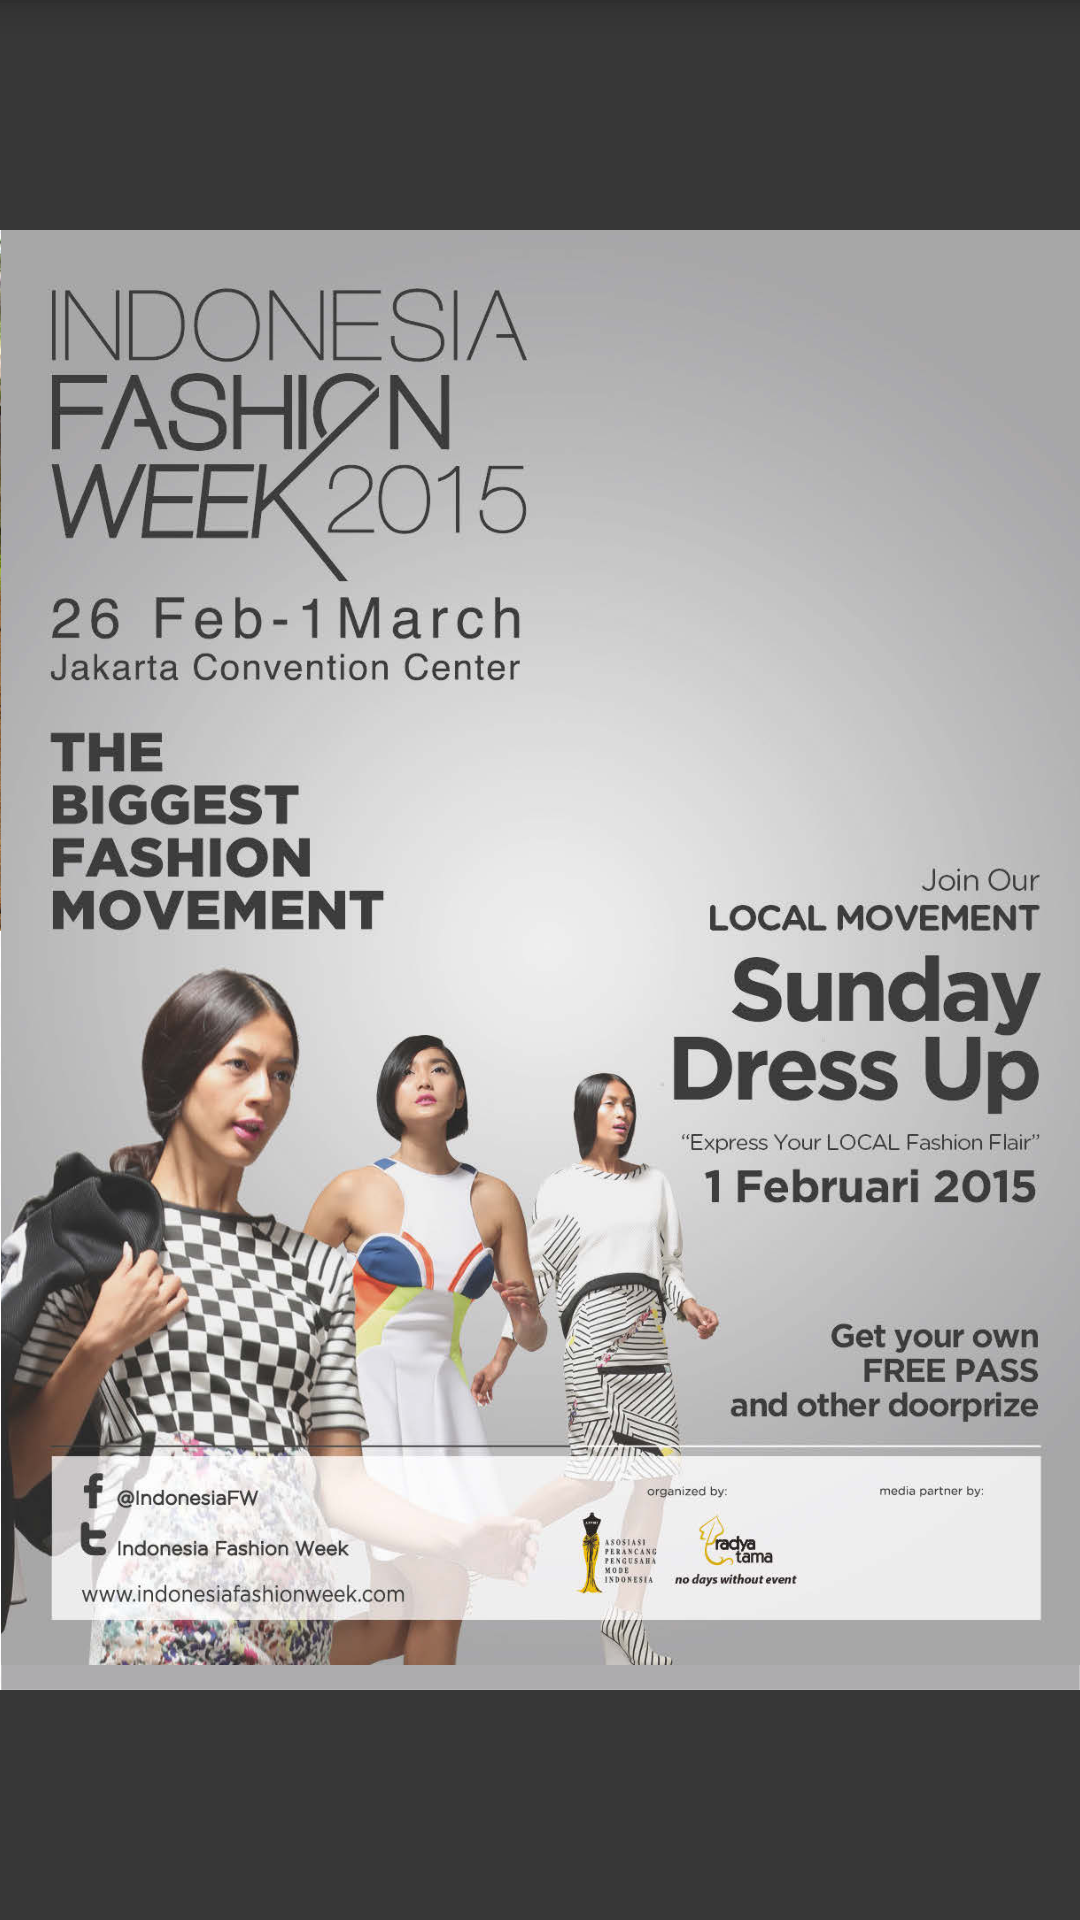 INDONESIA
FASHION
WEEK 2015
26 Feb-1March
Jakarta Convention Center
THE
BIGGEST
FASHION
MOVEMENT
Join Our
LOCAL MOVEMENT
Sunday
Dress Up
“Express Your LOCAL Fashion Flair”
1 Februari 2015
Get your own
FREE PASS
and other doorprize
f @IndonesiaFW
t Indonesia Fashion Week
www.indonesiafashionweek.com
organized by:
ASOSIASI
PERANCANG
PENGUSAHA
MODE
INDONESIA
radya
tama
no days without event
media partner by: